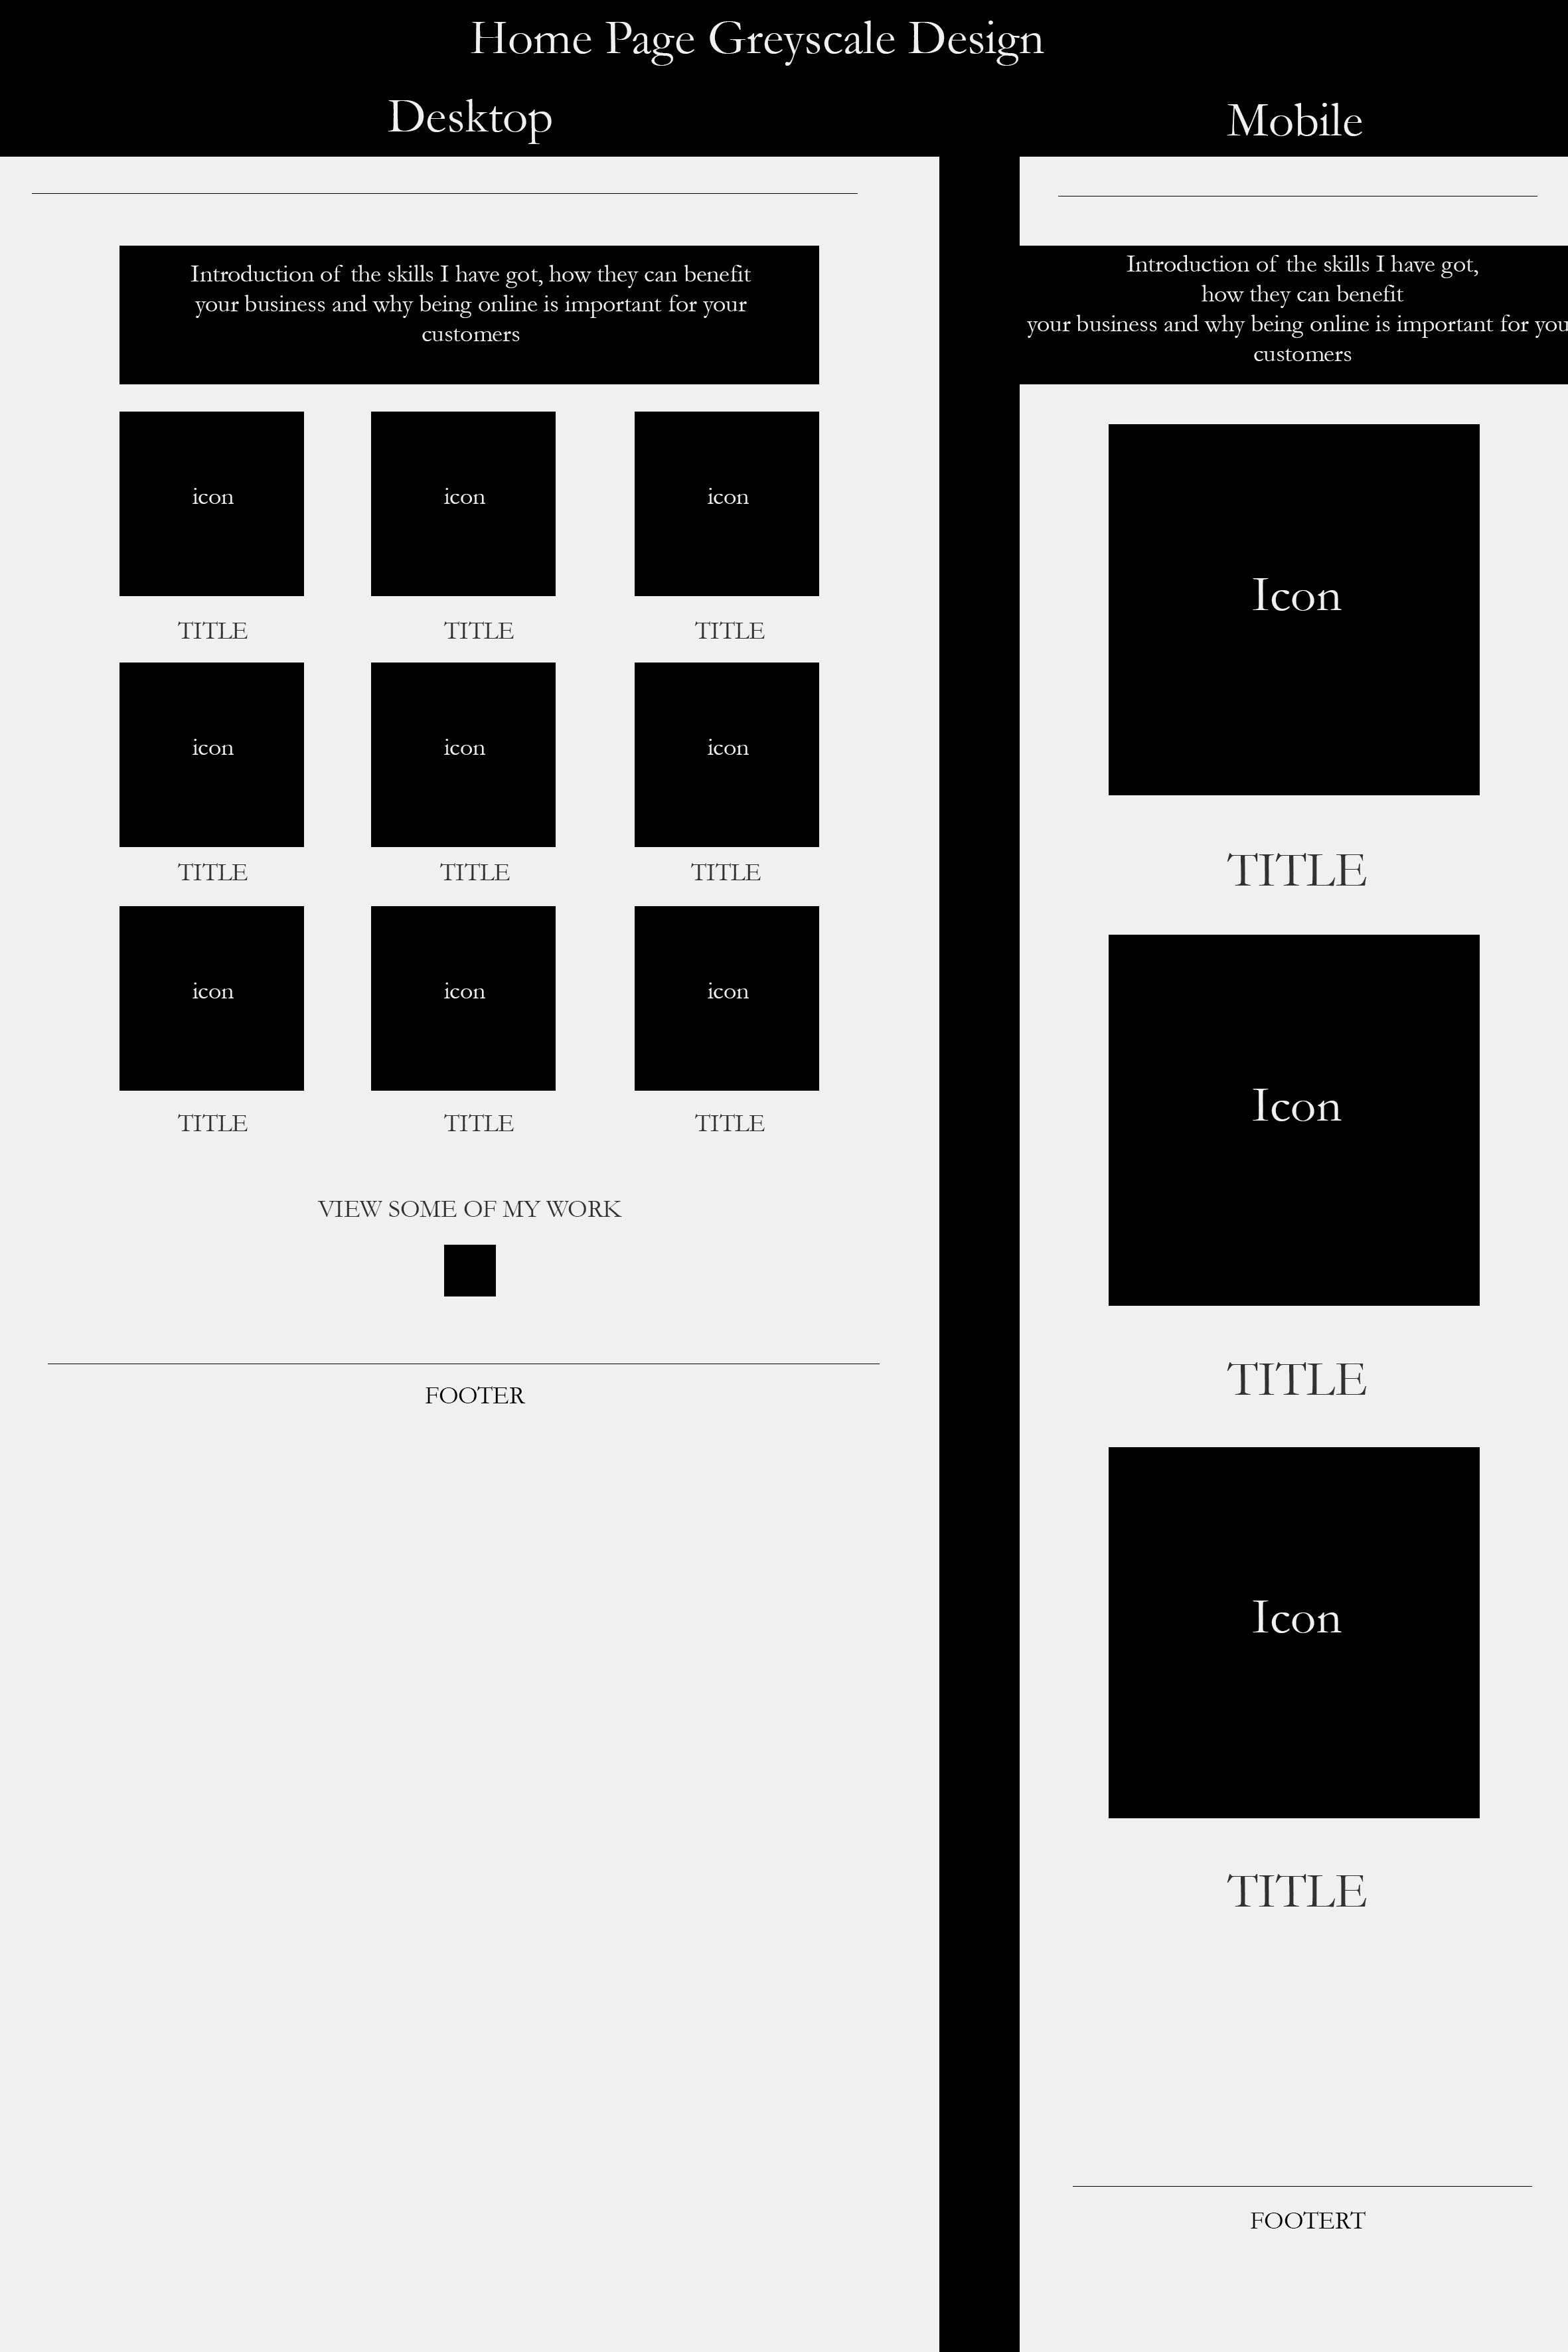 Home Page Greyscale Design
Desktop
Introduction of the skills I have got, how they can benefit
your business and why being online is important for your
customers
icon
icon
icon
TITLE
TITLE
TITLE
icon
icon
icon
TITLE
TITLE
TITLE
icon
icon
icon
TITLE
TITLE
TITLE
VIEW SOME OF MY WORK
FOOTER
Mobile
Introduction of the skills I have got,
how they can benefit
your business and why being online is important for you
customers
Icon
TITLE
Icon
TITLE
Icon
TITLE
FOOTERT